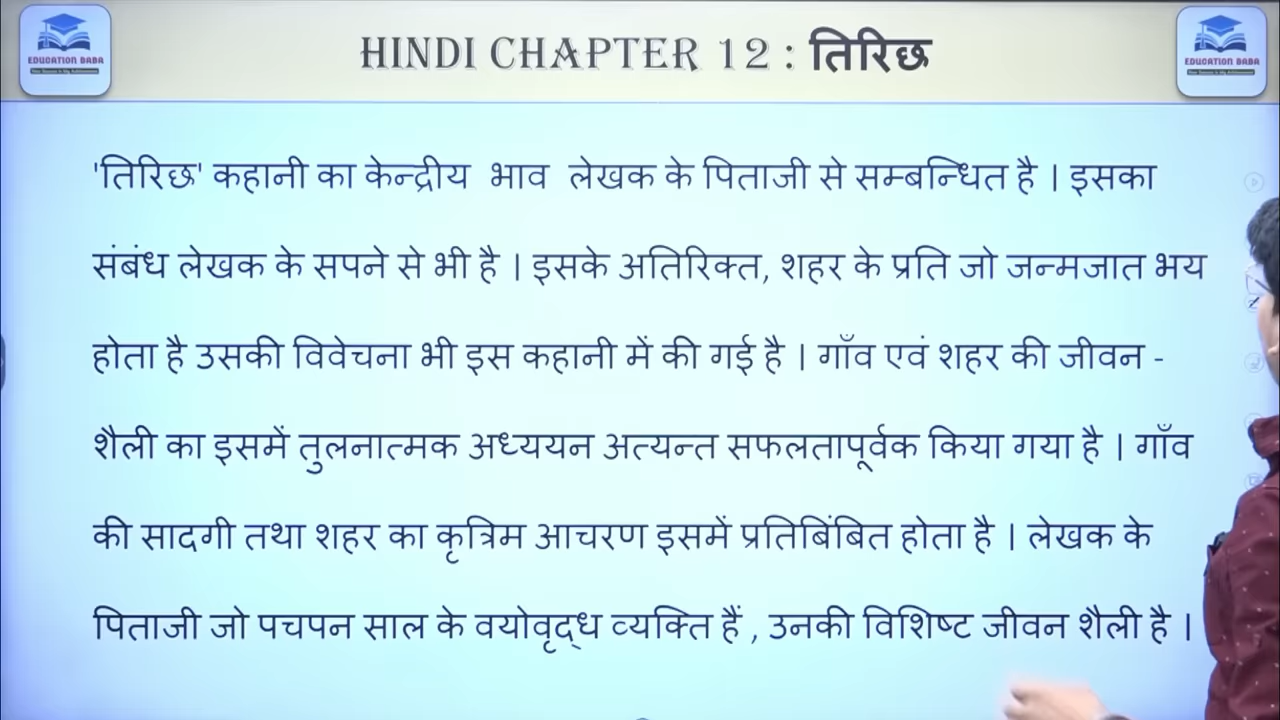 EDUCATION BABA
HINDI CHAPTER 12 : तिरिछ
EDUCATION BABA
'तिरिछ' कहानी का केन्द्रीय भाव लेखक के पिताजी से सम्बन्धित है | इसका
संबंध लेखक के सपने से भी है | इसके अतिरिक्त, शहर के प्रति जो जन्मजात भय
होता है उसकी विवेचना भी इस कहानी में की गई है | गाँव एवं शहर की जीवन -
शैली का इसमें तुलनात्मक अध्ययन अत्यन्त सफलतापूर्वक किया गया है | गाँव
की सादगी तथा शहर का कृत्रिम आचरण इसमें प्रतिबिंबित होता है | लेखक के
पिताजी जो पचपन साल के वयोवृद्ध व्यक्ति हैं , उनकी विशिष्ट जीवन शैली है |